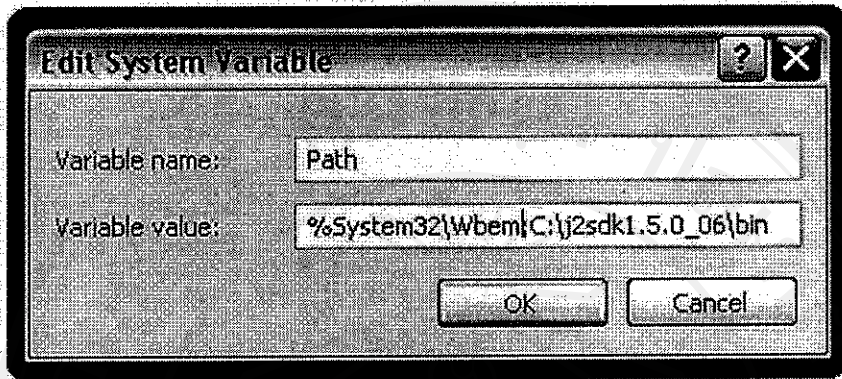 Edit System Variable
Variable name: Path
Variable value: %System32\Wbem;C:\j2sdk1.5.0_06\bin
OK Cancel